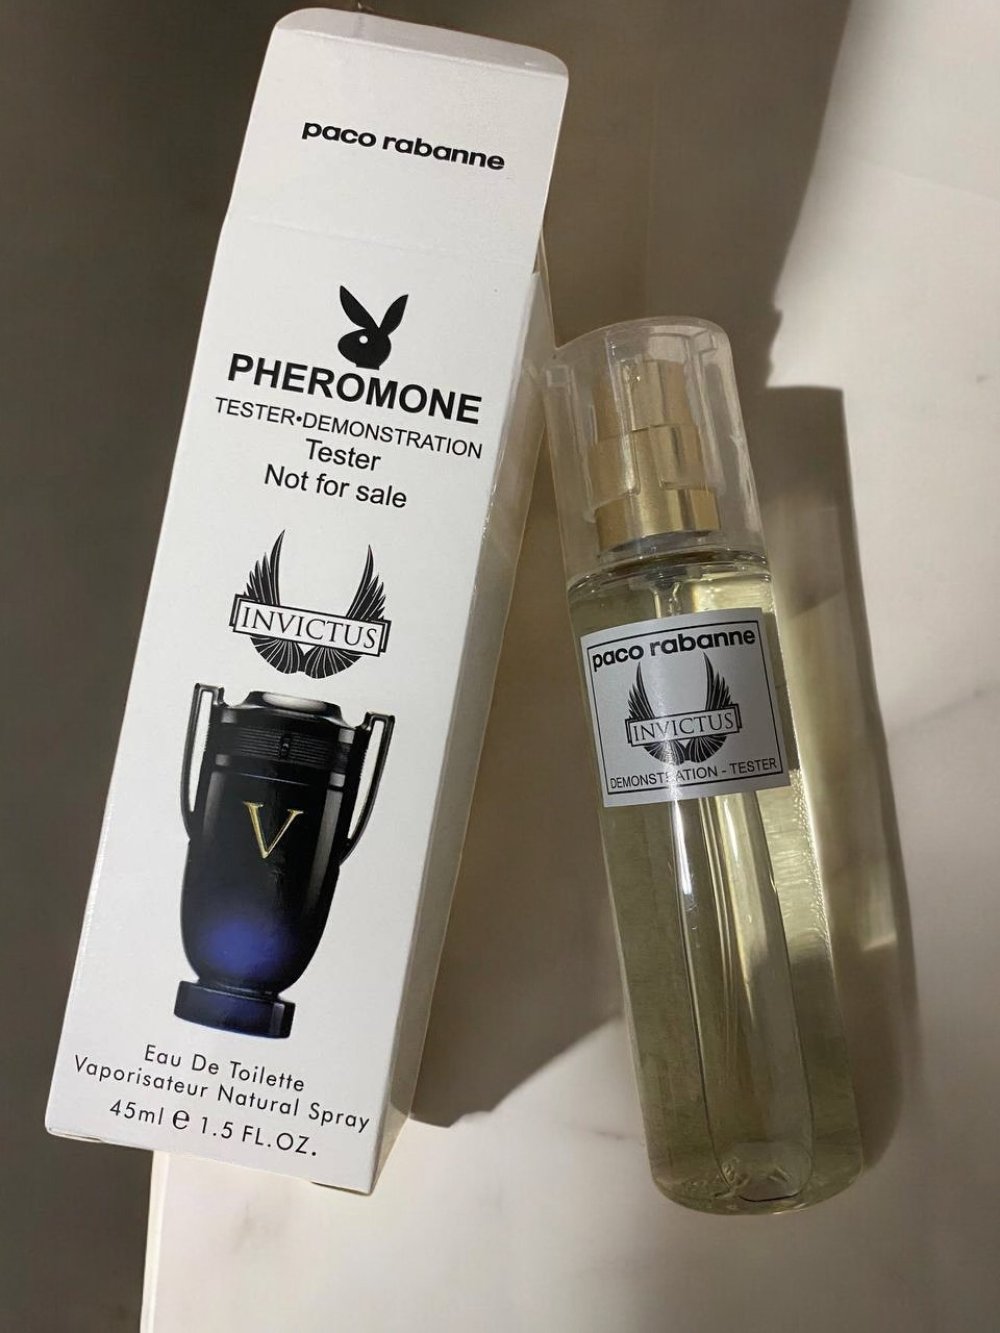 paco rabanne
PHEROMONE
TESTER•DEMONSTRATION
Tester
Not for sale
INVICTUS
V
Eau De Toilette
Vaporisateur Natural Spray
45ml e 1.5 FL.OZ.
paco rabanne
INVICTUS
DEMONSTRATION - TESTER